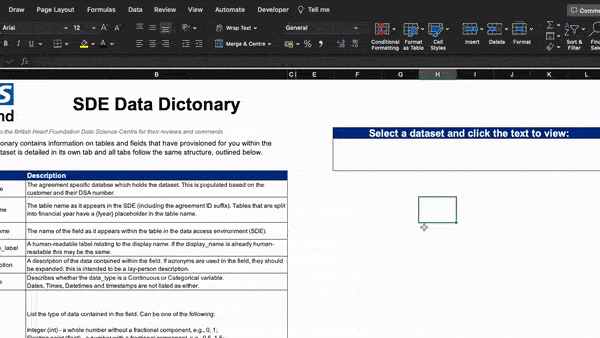 Draw Page Layout Formulas Data Review View Automate Developer Tell me Comme
Arial 12 Wrap Text General
B I U Merge & Centre Conditional Formatting Format as Table Cell Styles Insert Delete Format Sort & Filter Fin Sele
fx
B C E F G H I J K L
S
nd
SDE Data Dictonary
to the British Heart Foundation Data Science Centre for their reviews and comments
onary contains information on tables and fields that have provisioned for you within the
taset is detailed in its own tab and all tabs follow the same structure, outlined below.
Select a dataset and click the text to view:
Description
e The agreement specific databse which holds the dataset. This is populated based on the
customer and their DSA number.
me The table name as it appears in the SDE (including the agreement ID suffix). Tables that are split
into financial year have a {year} placeholder in the table name.
ame The name of the field as it appears within the table in the data access environment (SDE).
e_label A human-readable label relating to the display name. If the display_name is already human-
readable this may be the same.
ption A description of the data contained within the field. If acronyms are used in the field, they should
be expanded; this is intended to be a lay-person description.
e Describes whether the data_type is a Continuous or Categorical variable.
Dates, Times, Datetimes and timestamps are not listed as either.
List the type of data contained in the field. Can be one of the following:
Integer (int) - a whole number without a fractional component, e.g., 0, 1;